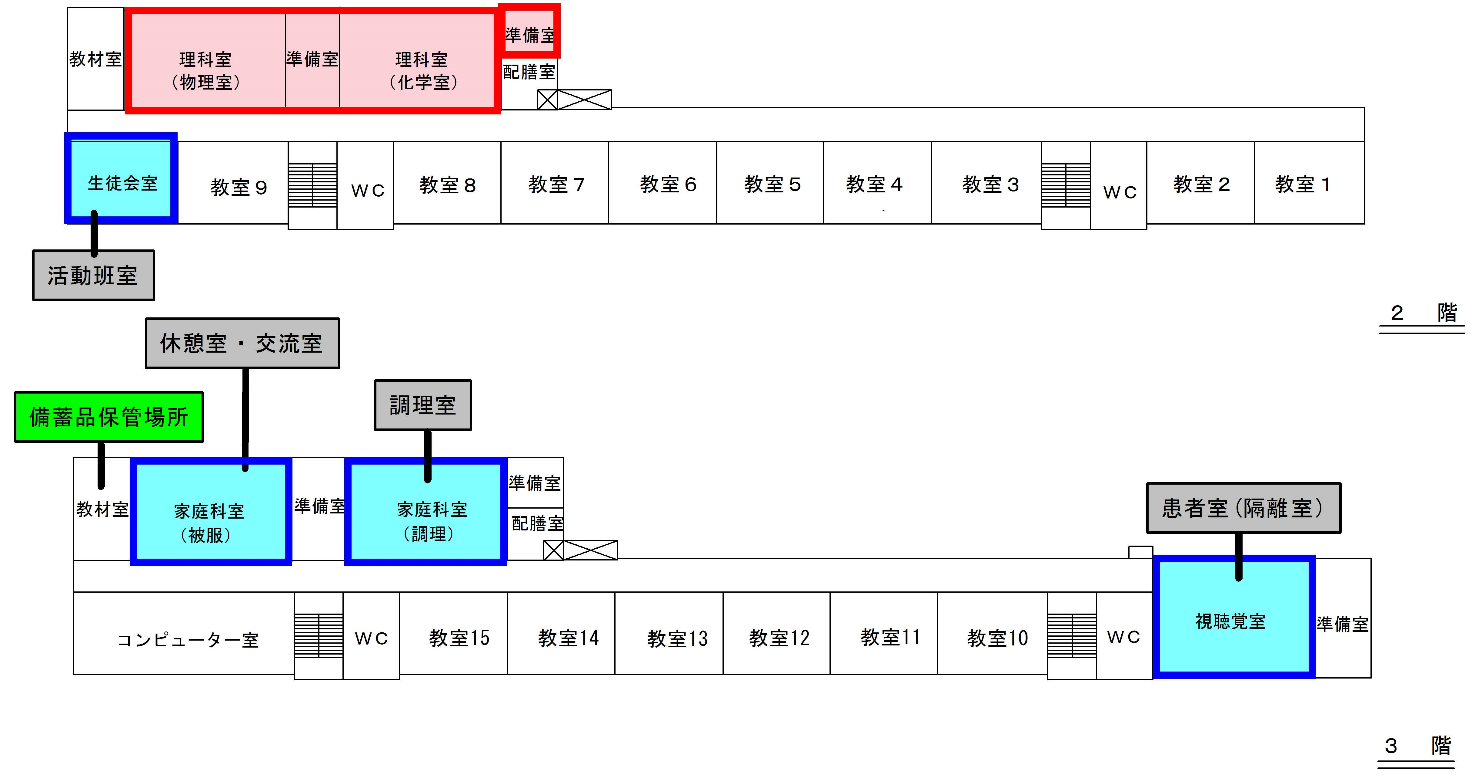 教材室
理科室
(物理室)
準備室
理科室
(化学室)
準備室
配膳室
生徒会室
教室9
WC
教室8
教室7
教室6
教室5
教室4
教室3
WC
教室2
教室1
活動班室
2 階
休憩室・交流室
調理室
備蓄品保管場所
教材室
家庭科室
(被服)
準備室
家庭科室
(調理)
準備室
配膳室
患者室(隔離室)
視聴覚室
準備室
コンピューター室
WC
教室15
教室14
教室13
教室12
教室11
教室10
WC
3 階